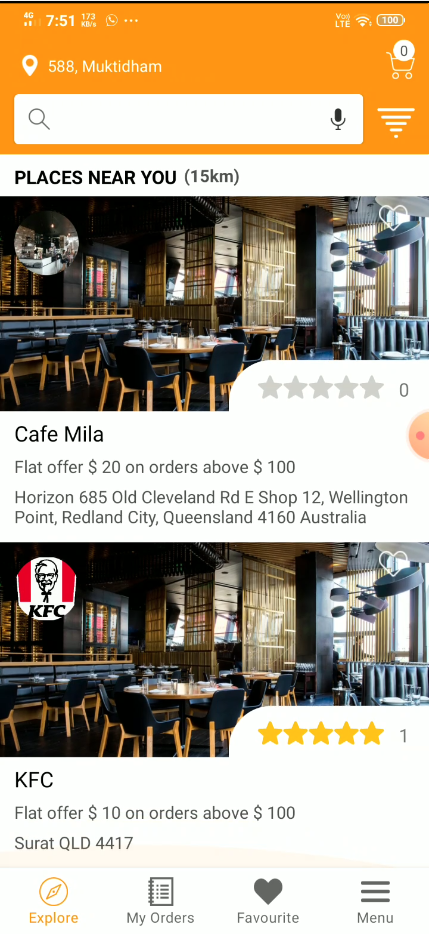 4G 7:51 173 KB/s ... Vo)) LTE 100
588, Muktidham 0
PLACES NEAR YOU (15km)
0
Cafe Mila
Flat offer $ 20 on orders above $ 100
Horizon 685 Old Cleveland Rd E Shop 12, Wellington
Point, Redland City, Queensland 4160 Australia
KFC
1
KFC
Flat offer $ 10 on orders above $ 100
Surat QLD 4417
Explore My Orders Favourite Menu